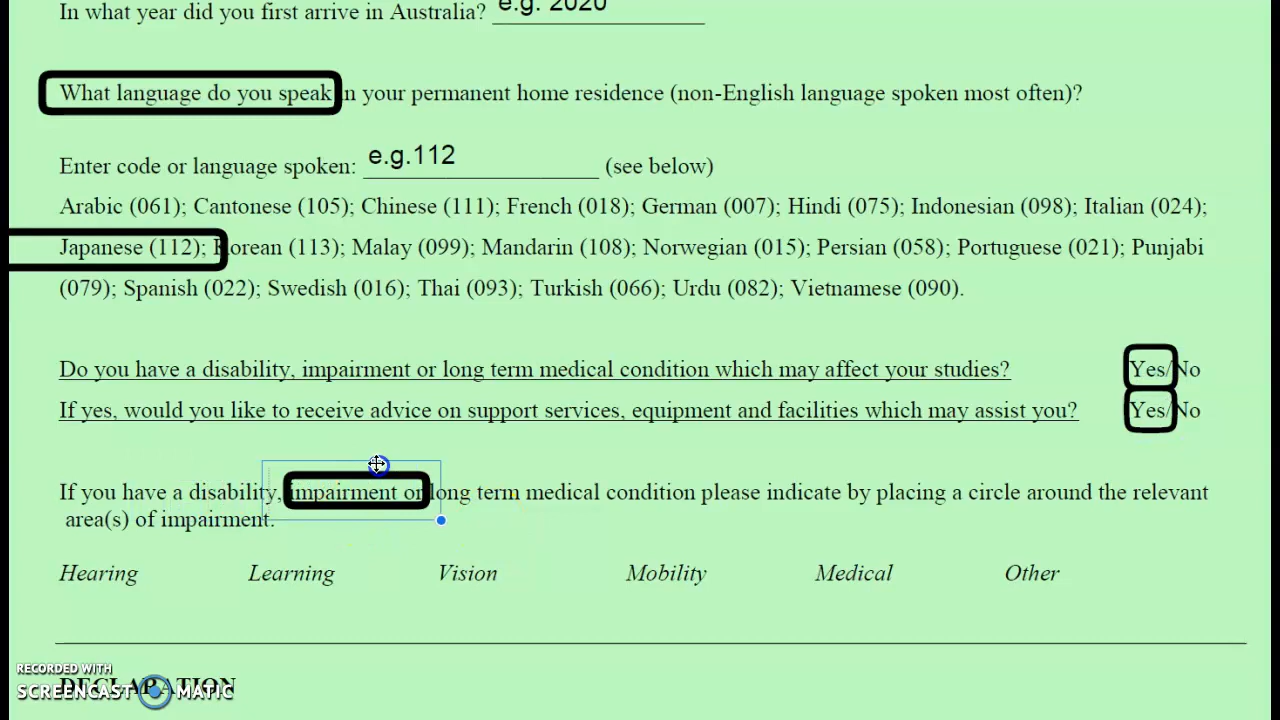 In what year did you first arrive in Australia? e.g. 2020
What language do you speak in your permanent home residence (non-English language spoken most often)?
Enter code or language spoken: e.g.112 (see below)
Arabic (061); Cantonese (105); Chinese (111); French (018); German (007); Hindi (075); Indonesian (098); Italian (024);
Japanese (112); Korean (113); Malay (099); Mandarin (108); Norwegian (015); Persian (058); Portuguese (021); Punjabi
(079); Spanish (022); Swedish (016); Thai (093); Turkish (066); Urdu (082); Vietnamese (090).
Do you have a disability, impairment or long term medical condition which may affect your studies? Yes/No
If yes, would you like to receive advice on support services, equipment and facilities which may assist you? Yes/No
If you have a disability, impairment or long term medical condition please indicate by placing a circle around the relevant
area(s) of impairment.
Hearing Learning Vision Mobility Medical Other
DECLARATION
RECORDED WITH
SCREENCAST MATIC